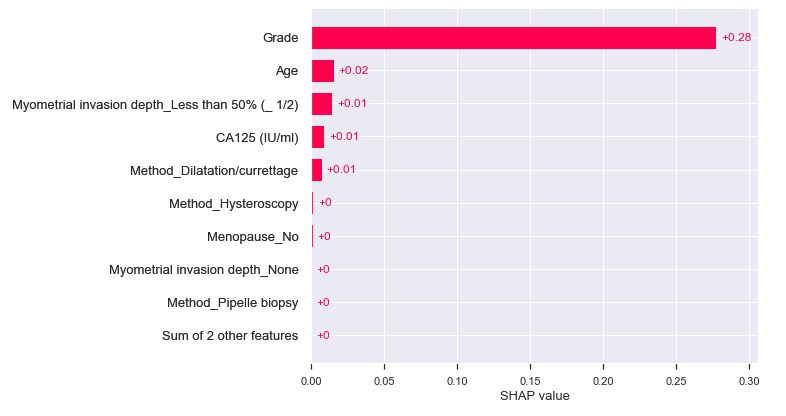 Grade +0.28
Age +0.02
Myometrial invasion depth_Less than 50% (_ 1/2) +0.01
CA125 (IU/ml) +0.01
Method_Dilatation/currettage +0.01
Method_Hysteroscopy +0
Menopause_No +0
Myometrial invasion depth_None +0
Method_Pipelle biopsy +0
Sum of 2 other features +0
0.00 0.05 0.10 0.15 0.20 0.25 0.30
SHAP value